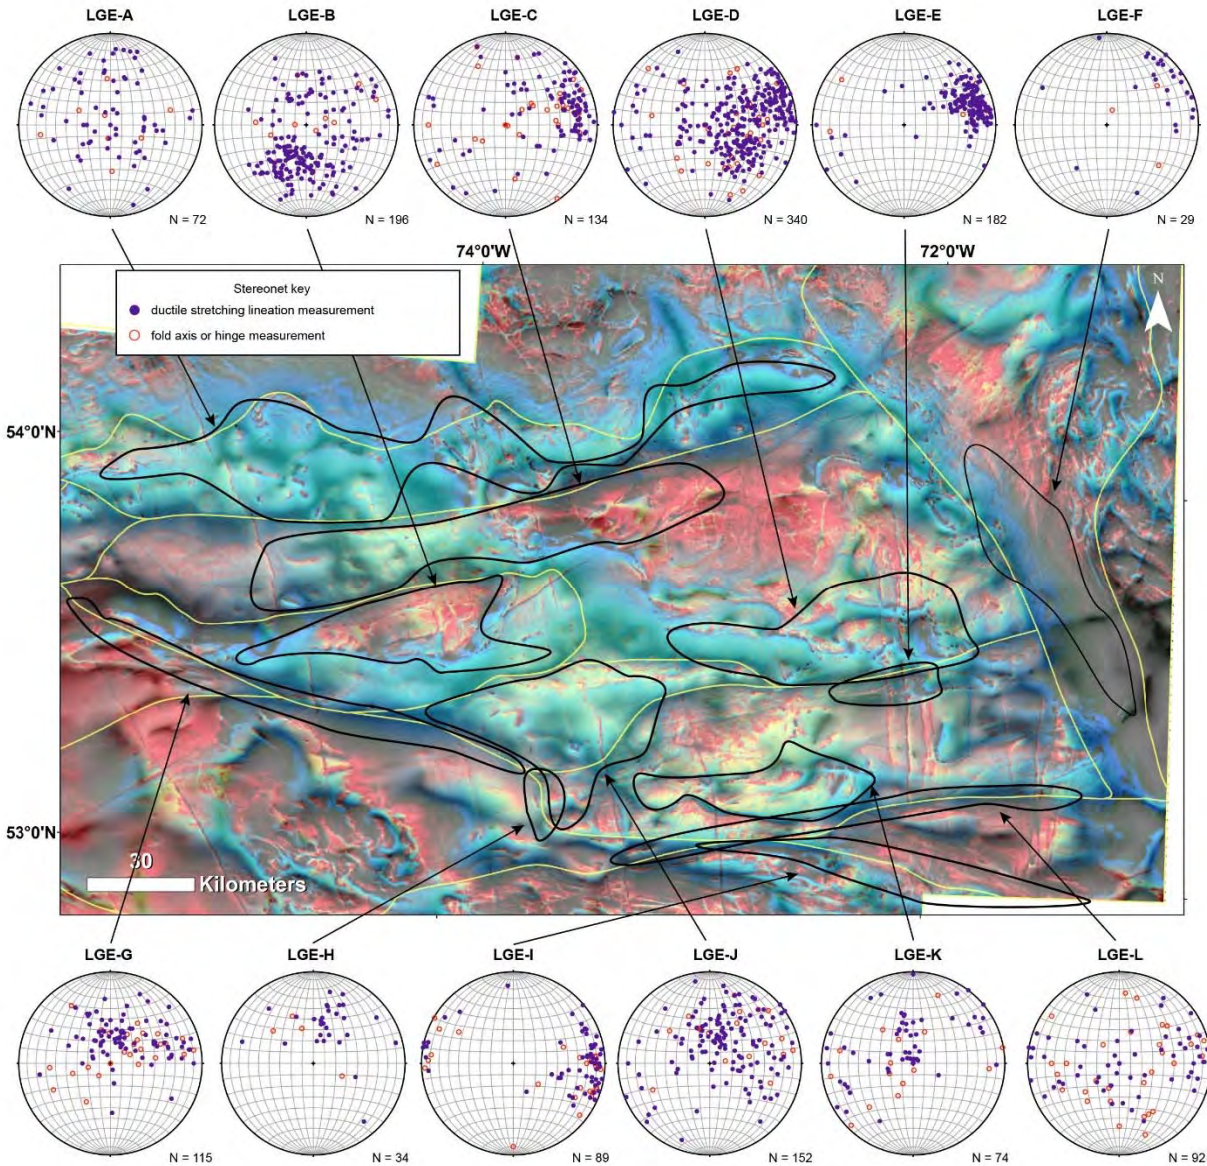 LGE-A LGE-B LGE-C LGE-D LGE-E LGE-F
N = 72 N = 196 N = 134 N = 340 N = 182 N = 29
74°0'W 72°0'W
Stereonet key
ductile stretching lineation measurement
fold axis or hinge measurement
N
54°0'N
53°0'N
30
Kilometers
LGE-G LGE-H LGE-I LGE-J LGE-K LGE-L
N = 115 N = 34 N = 89 N = 152 N = 74 N = 92